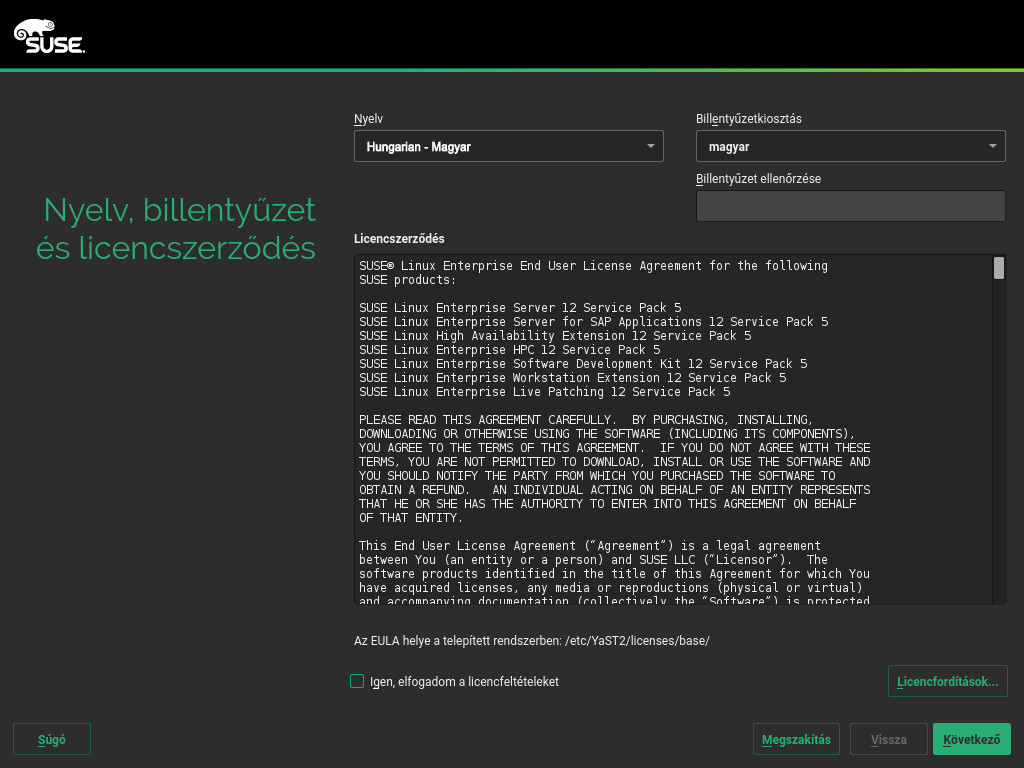 SUSE.
Nyelv
Billentyűzetkiosztás
Hungarian - Magyar
magyar
Billentyűzet ellenőrzése
Nyelv, billentyűzet
és licencszerződés
Licencszerződés
SUSE® Linux Enterprise End User License Agreement for the following
SUSE products:
SUSE Linux Enterprise Server 12 Service Pack 5
SUSE Linux Enterprise Server for SAP Applications 12 Service Pack 5
SUSE Linux High Availability Extension 12 Service Pack 5
SUSE Linux Enterprise HPC 12 Service Pack 5
SUSE Linux Enterprise Software Development Kit 12 Service Pack 5
SUSE Linux Enterprise Workstation Extension 12 Service Pack 5
SUSE Linux Enterprise Live Patching 12 Service Pack 5
PLEASE READ THIS AGREEMENT CAREFULLY.  BY PURCHASING, INSTALLING,
DOWNLOADING OR OTHERWISE USING THE SOFTWARE (INCLUDING ITS COMPONENTS),
YOU AGREE TO THE TERMS OF THIS AGREEMENT.  IF YOU DO NOT AGREE WITH THESE
TERMS, YOU ARE NOT PERMITTED TO DOWNLOAD, INSTALL OR USE THE SOFTWARE AND
YOU SHOULD NOTIFY THE PARTY FROM WHICH YOU PURCHASED THE SOFTWARE TO
OBTAIN A REFUND.   AN INDIVIDUAL ACTING ON BEHALF OF AN ENTITY REPRESENTS
THAT HE OR SHE HAS THE AUTHORITY TO ENTER INTO THIS AGREEMENT ON BEHALF
OF THAT ENTITY.
This End User License Agreement (“Agreement”) is a legal agreement
between You (an entity or a person) and SUSE LLC (“Licensor”).  The
software products identified in the title of this Agreement for which You
have acquired licenses, any media or reproductions (physical or virtual)
and accompanying documentation (collectively the “Software”) is protected
Az EULA helye a telepített rendszerben: /etc/YaST2/licenses/base/
Igen, elfogadom a licencfeltételeket
Licencfordítások...
Súgó
Megszakítás
Vissza
Következő